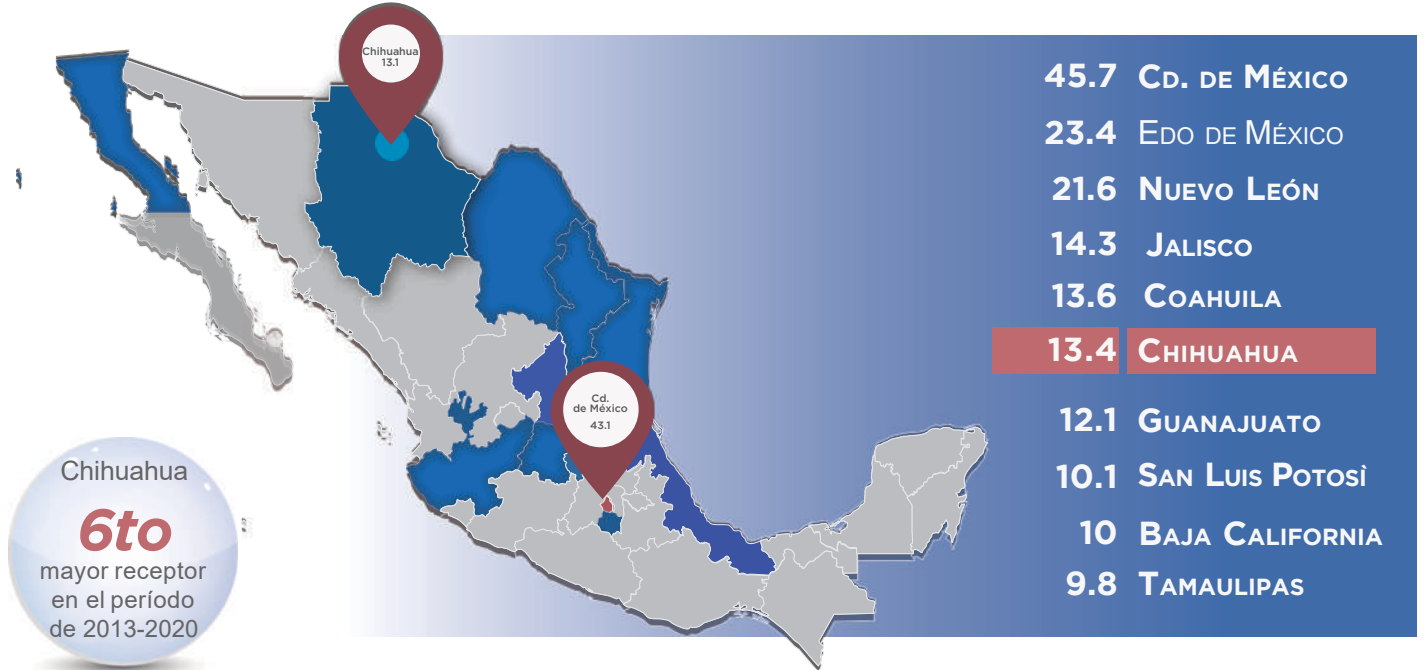 Chihuahua
13.1
Cd.
de México
43.1
Chihuahua
6to
mayor receptor
en el período
de 2013-2020
45.7 Cd. de México
23.4 Edo de México
21.6 Nuevo León
14.3 Jalisco
13.6 Coahuila
13.4 Chihuahua
12.1 Guanajuato
10.1 San Luis Potosì
10 Baja California
9.8 Tamaulipas